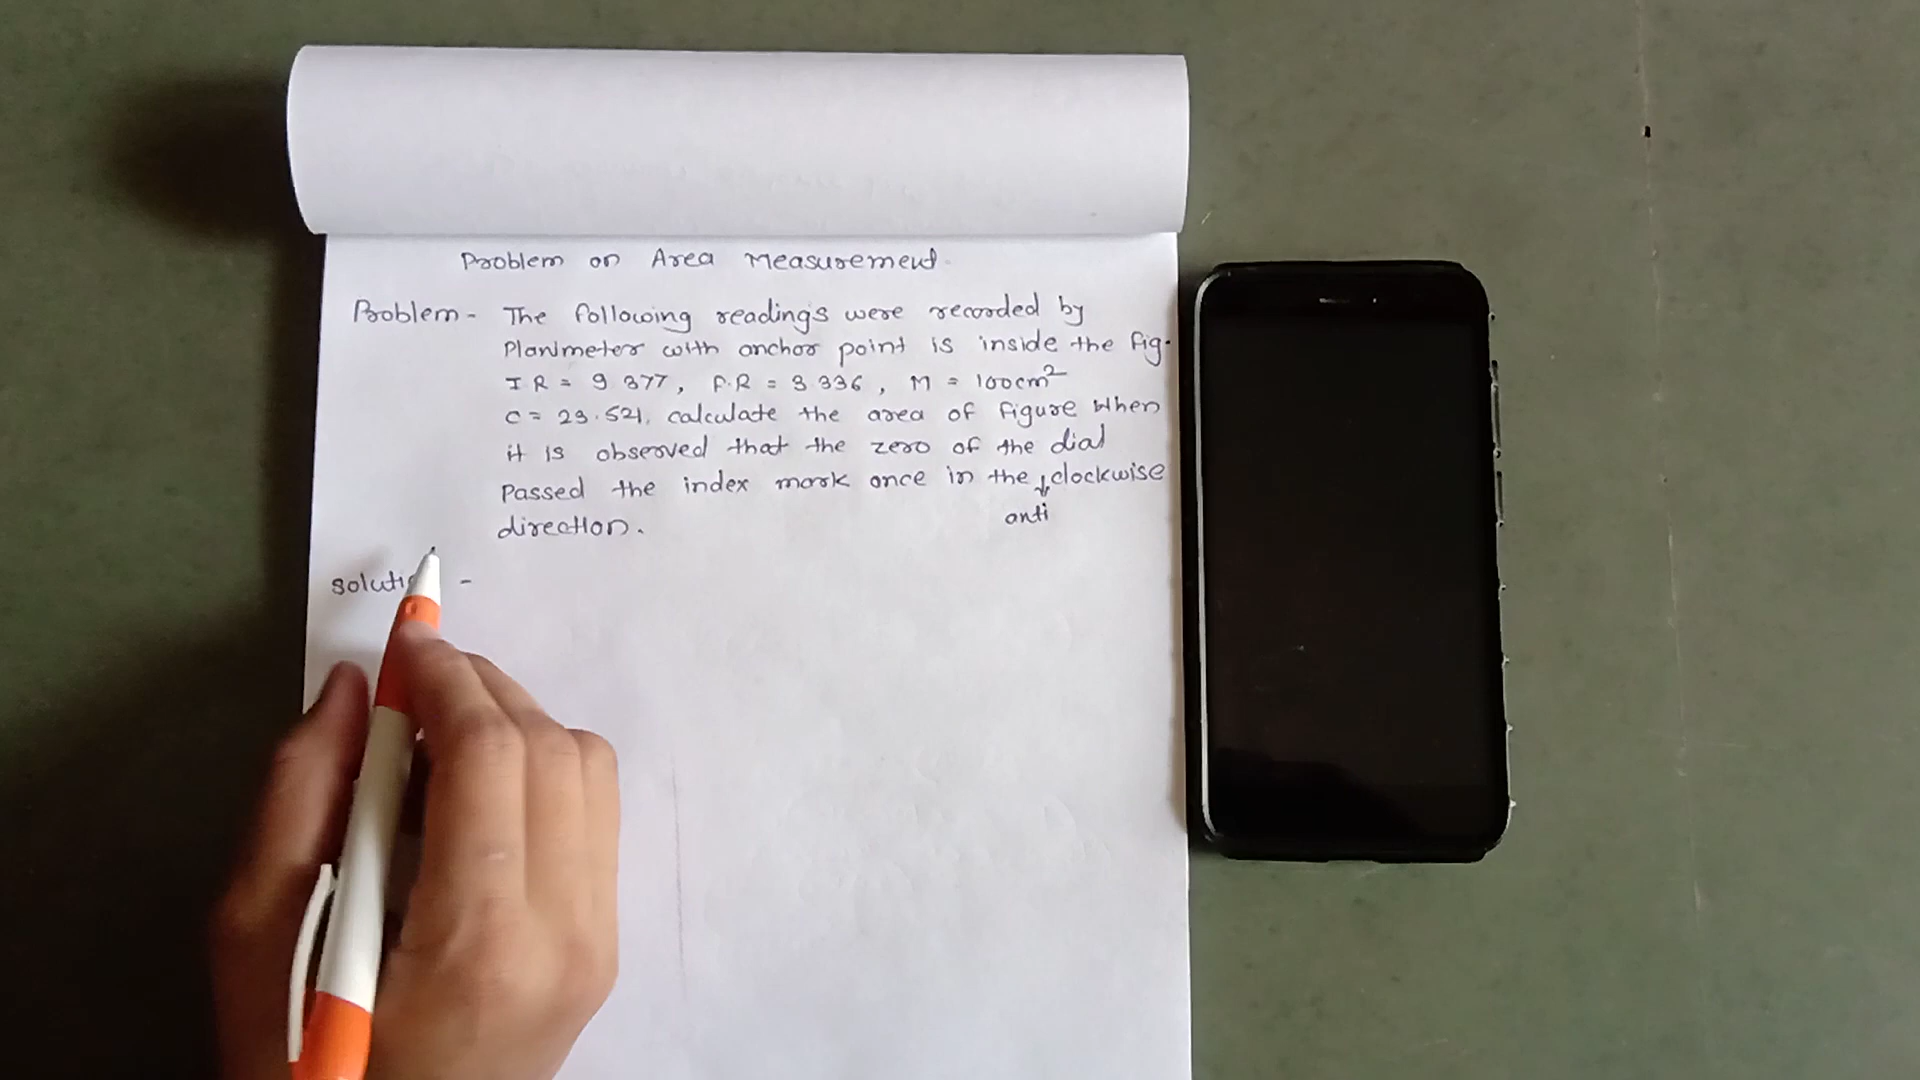 Problem on Area Measurement
Problem - The following readings were recorded by
Planimeter with anchor point is inside the fig.
I R = 9 377, F.R = 3 336, M = 100cm²
C = 23.521, calculate the area of figure when
it is observed that the zero of the dial
Passed the index mark once in the clockwise
anti
direction.
-